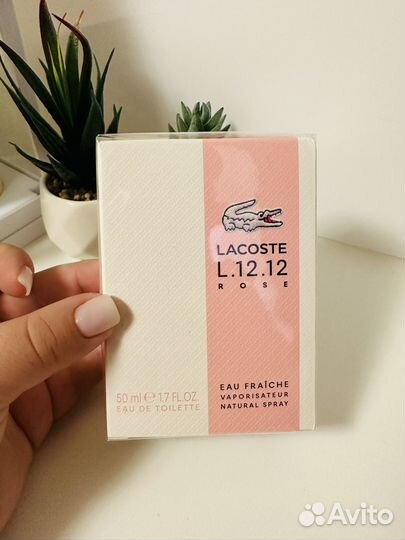 LACOSTE
L.12.12
ROSE
50 ml ℮ 1.7 FL.OZ.
EAU DE TOILETTE
EAU FRAÎCHE
VAPORISATEUR
NATURAL SPRAY
Avito